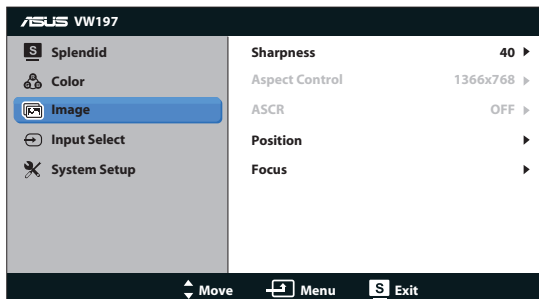 ASUS VW197
S Splendid
Color
Image
Input Select
System Setup
Sharpness 40
Aspect Control 1366x768
ASCR OFF
Position
Focus
Move Menu S Exit